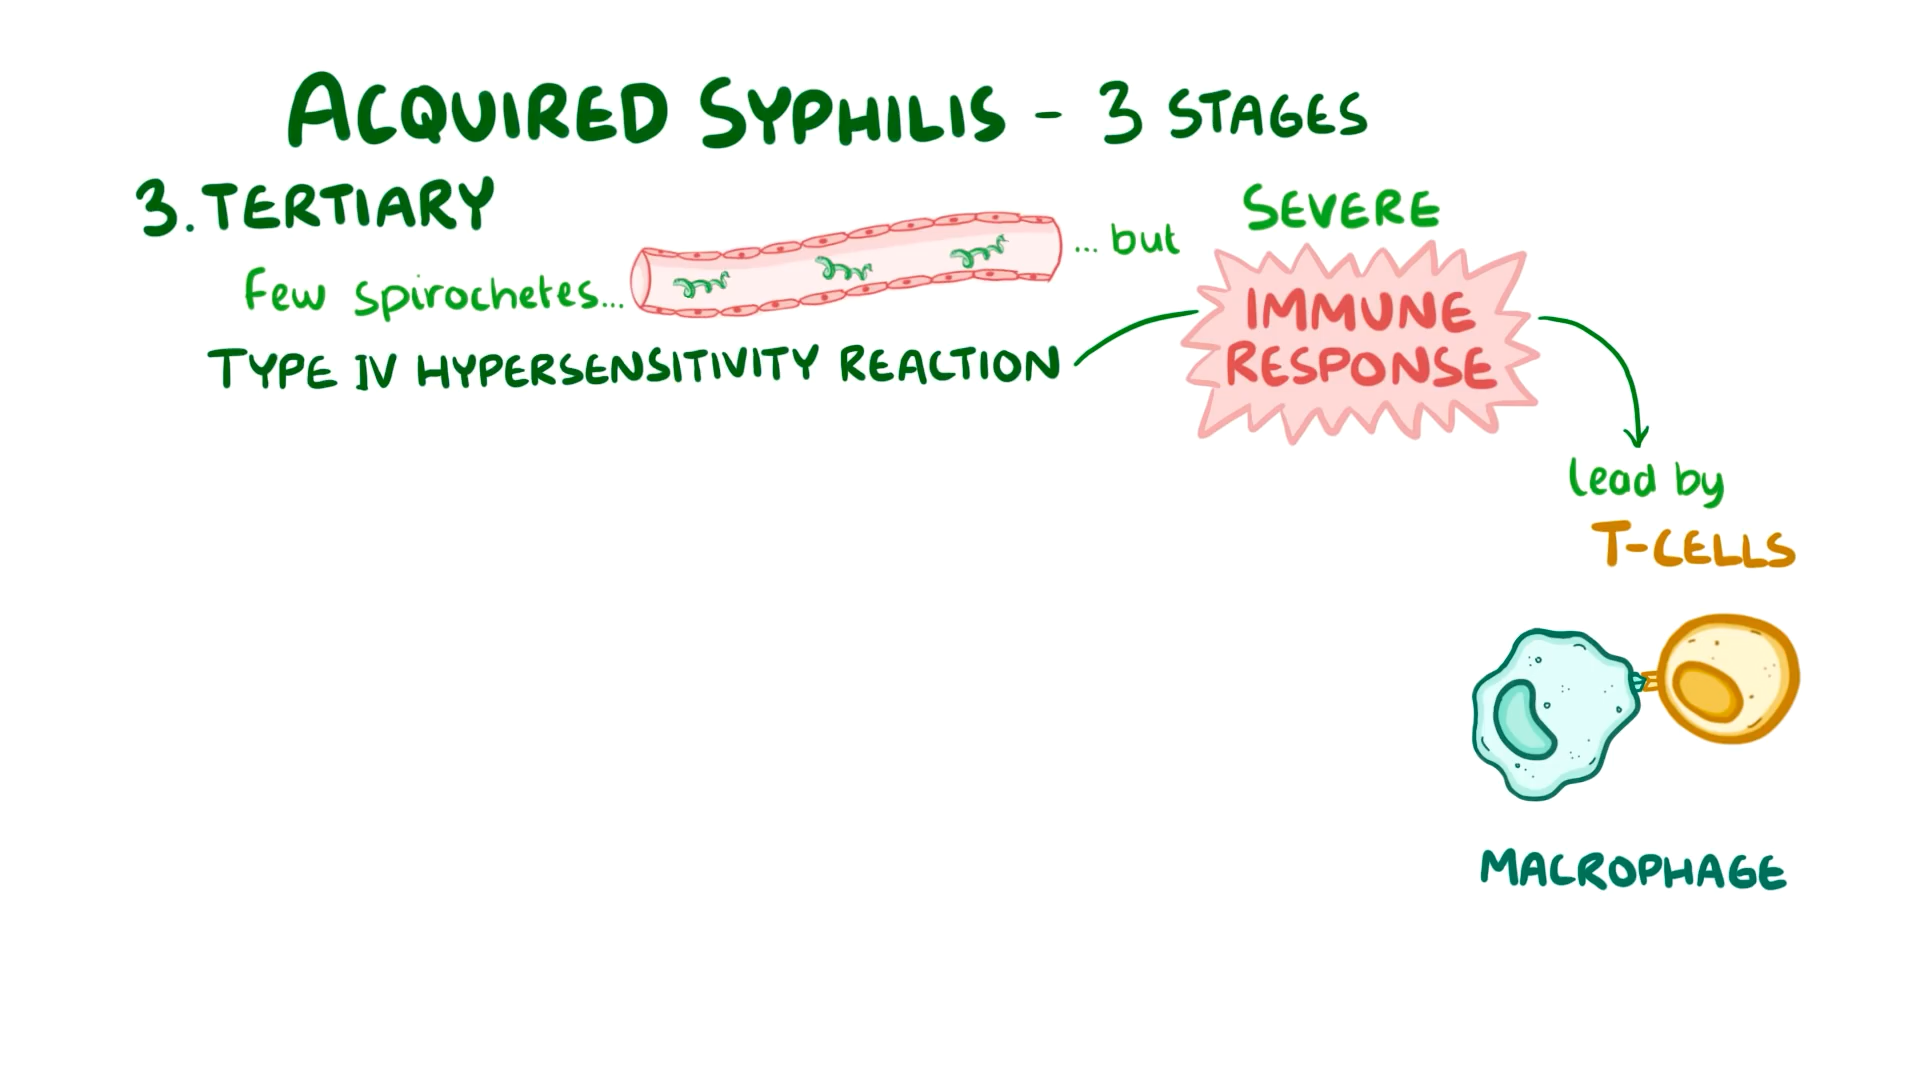 ACQUIRED SYPHILIS - 3 STAGES
3. TERTIARY
Few spirochetes...
... but
SEVERE
IMMUNE
RESPONSE
TYPE IV HYPERSENSITIVITY REACTION
lead by
T-CELLS
MACROPHAGE